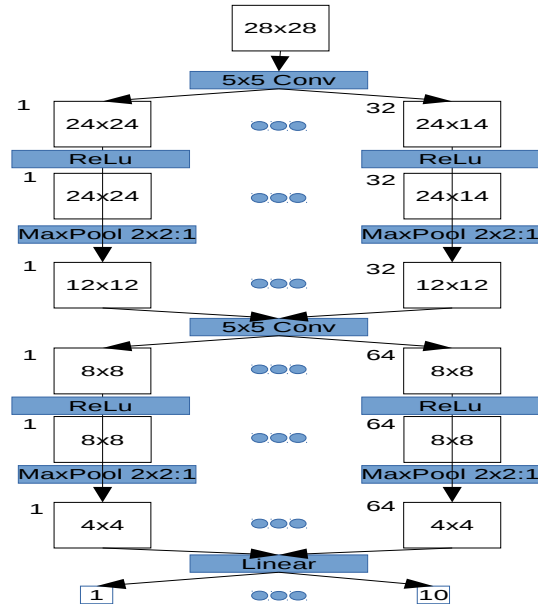 28x28
5x5 Conv
1 32
24x24 24x14
ReLu ReLu
1 32
24x24 24x14
MaxPool 2x2:1 MaxPool 2x2:1
1 32
12x12 12x12
5x5 Conv
1 64
8x8 8x8
ReLu ReLu
1 64
8x8 8x8
MaxPool 2x2:1 MaxPool 2x2:1
1 64
4x4 4x4
Linear
1 10